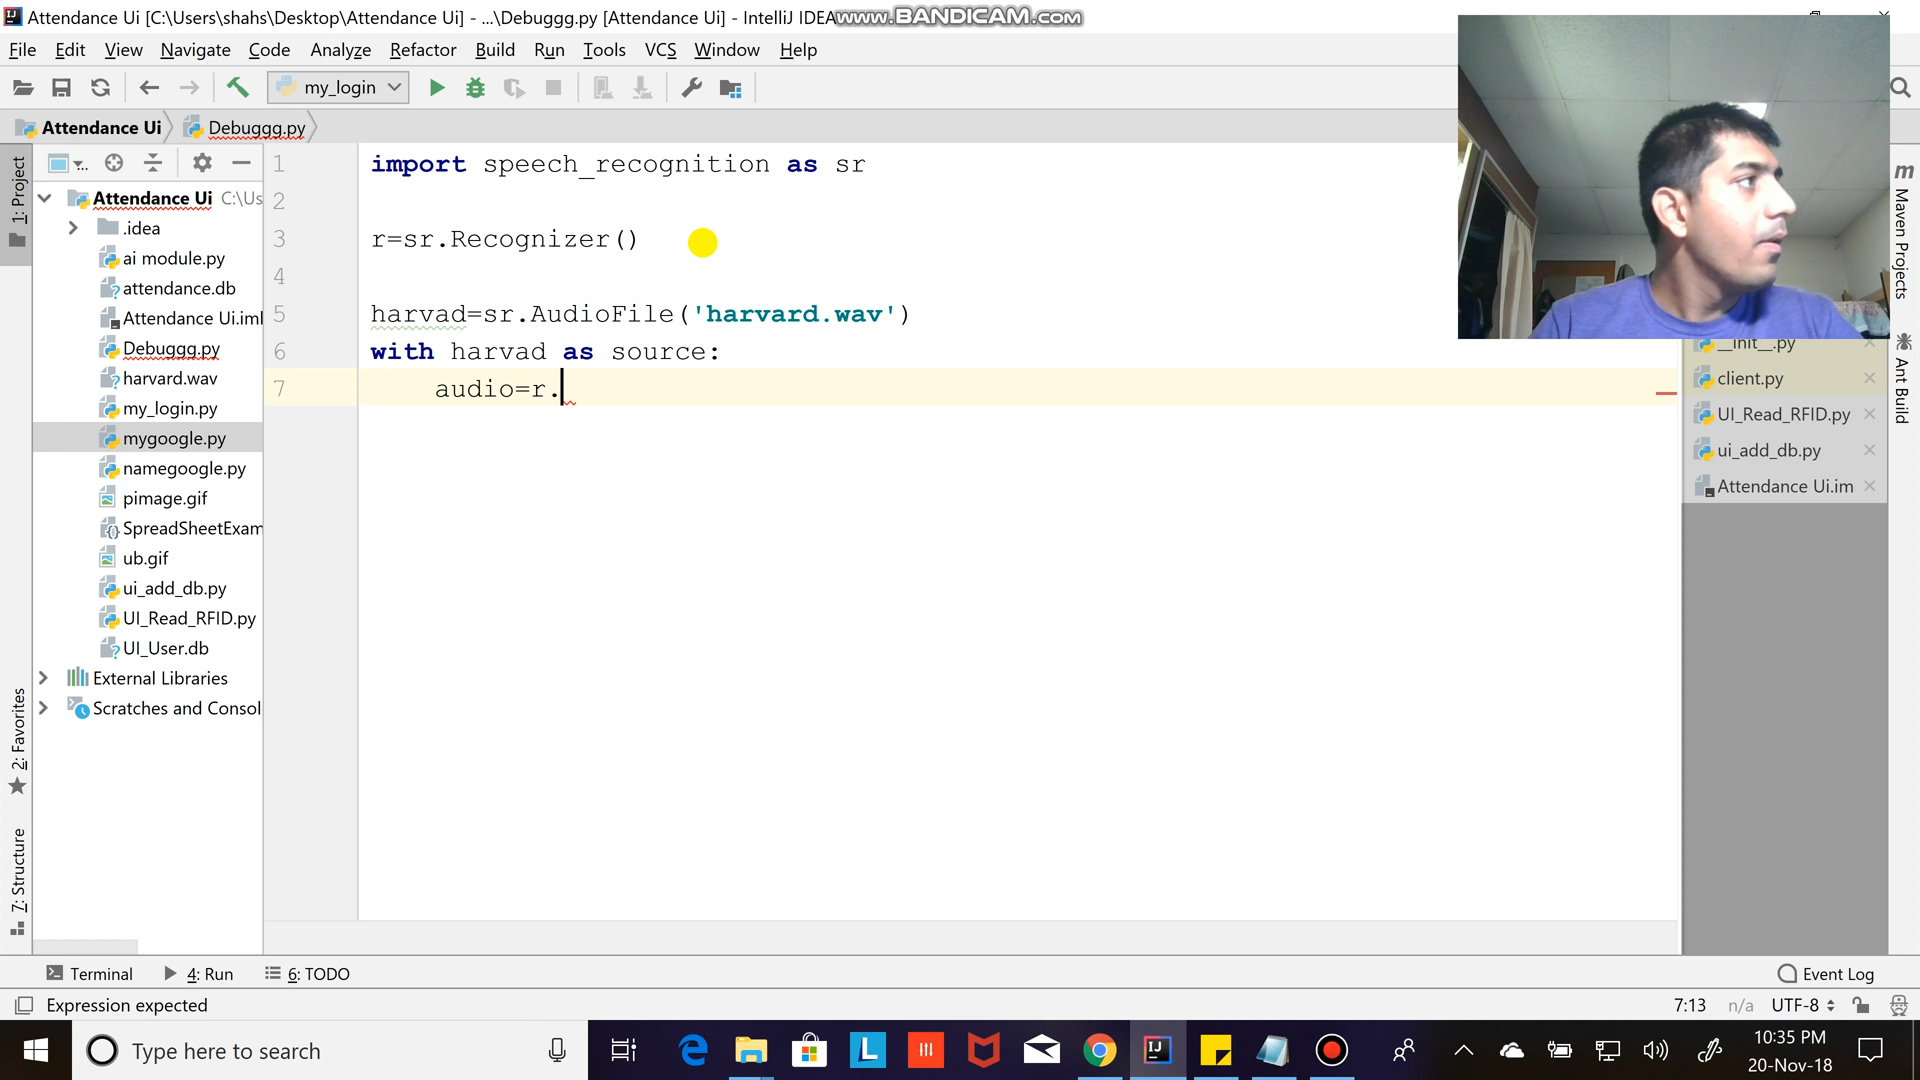 Attendance Ui [C:\Users\shahs\Desktop\Attendance Ui] - ...\Debuggg.py [Attendance Ui] - IntelliJ IDEA
www.BANDICAM.com
File Edit View Navigate Code Analyze Refactor Build Run Tools VCS Window Help
my_login
Attendance Ui Debuggg.py
1: Project
2: Favorites
7: Structure
Attendance Ui C:\Us
.idea
ai module.py
attendance.db
Attendance Ui.iml
Debuggg.py
harvard.wav
my_login.py
mygoogle.py
namegoogle.py
pimage.gif
SpreadSheetExam
ub.gif
ui_add_db.py
UI_Read_RFID.py
UI_User.db
External Libraries
Scratches and Consol
1 import speech_recognition as sr
2
3 r=sr.Recognizer()
4
5 harvad=sr.AudioFile('harvard.wav')
6 with harvad as source:
7 audio=r.
__init__.py
client.py
UI_Read_RFID.py
ui_add_db.py
Attendance Ui.im
m Maven Projects
Ant Build
Terminal 4: Run 6: TODO Event Log
Expression expected 7:13 n/a UTF-8
Type here to search
10:35 PM
20-Nov-18